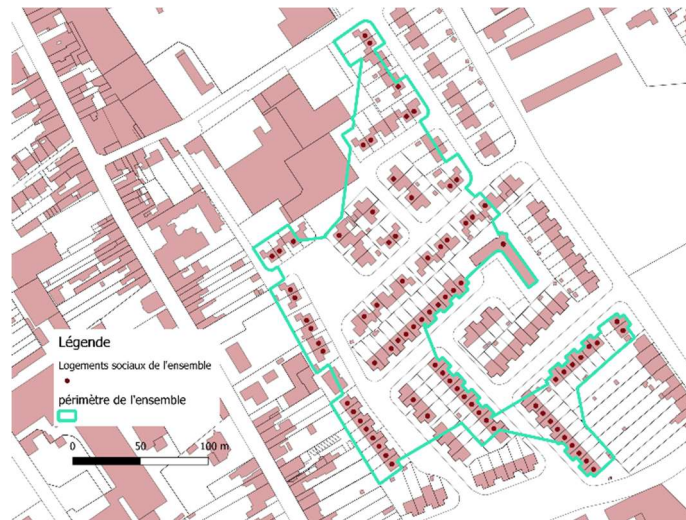 Légende
Logements sociaux de l'ensemble
périmètre de l'ensemble
0 50 100 m